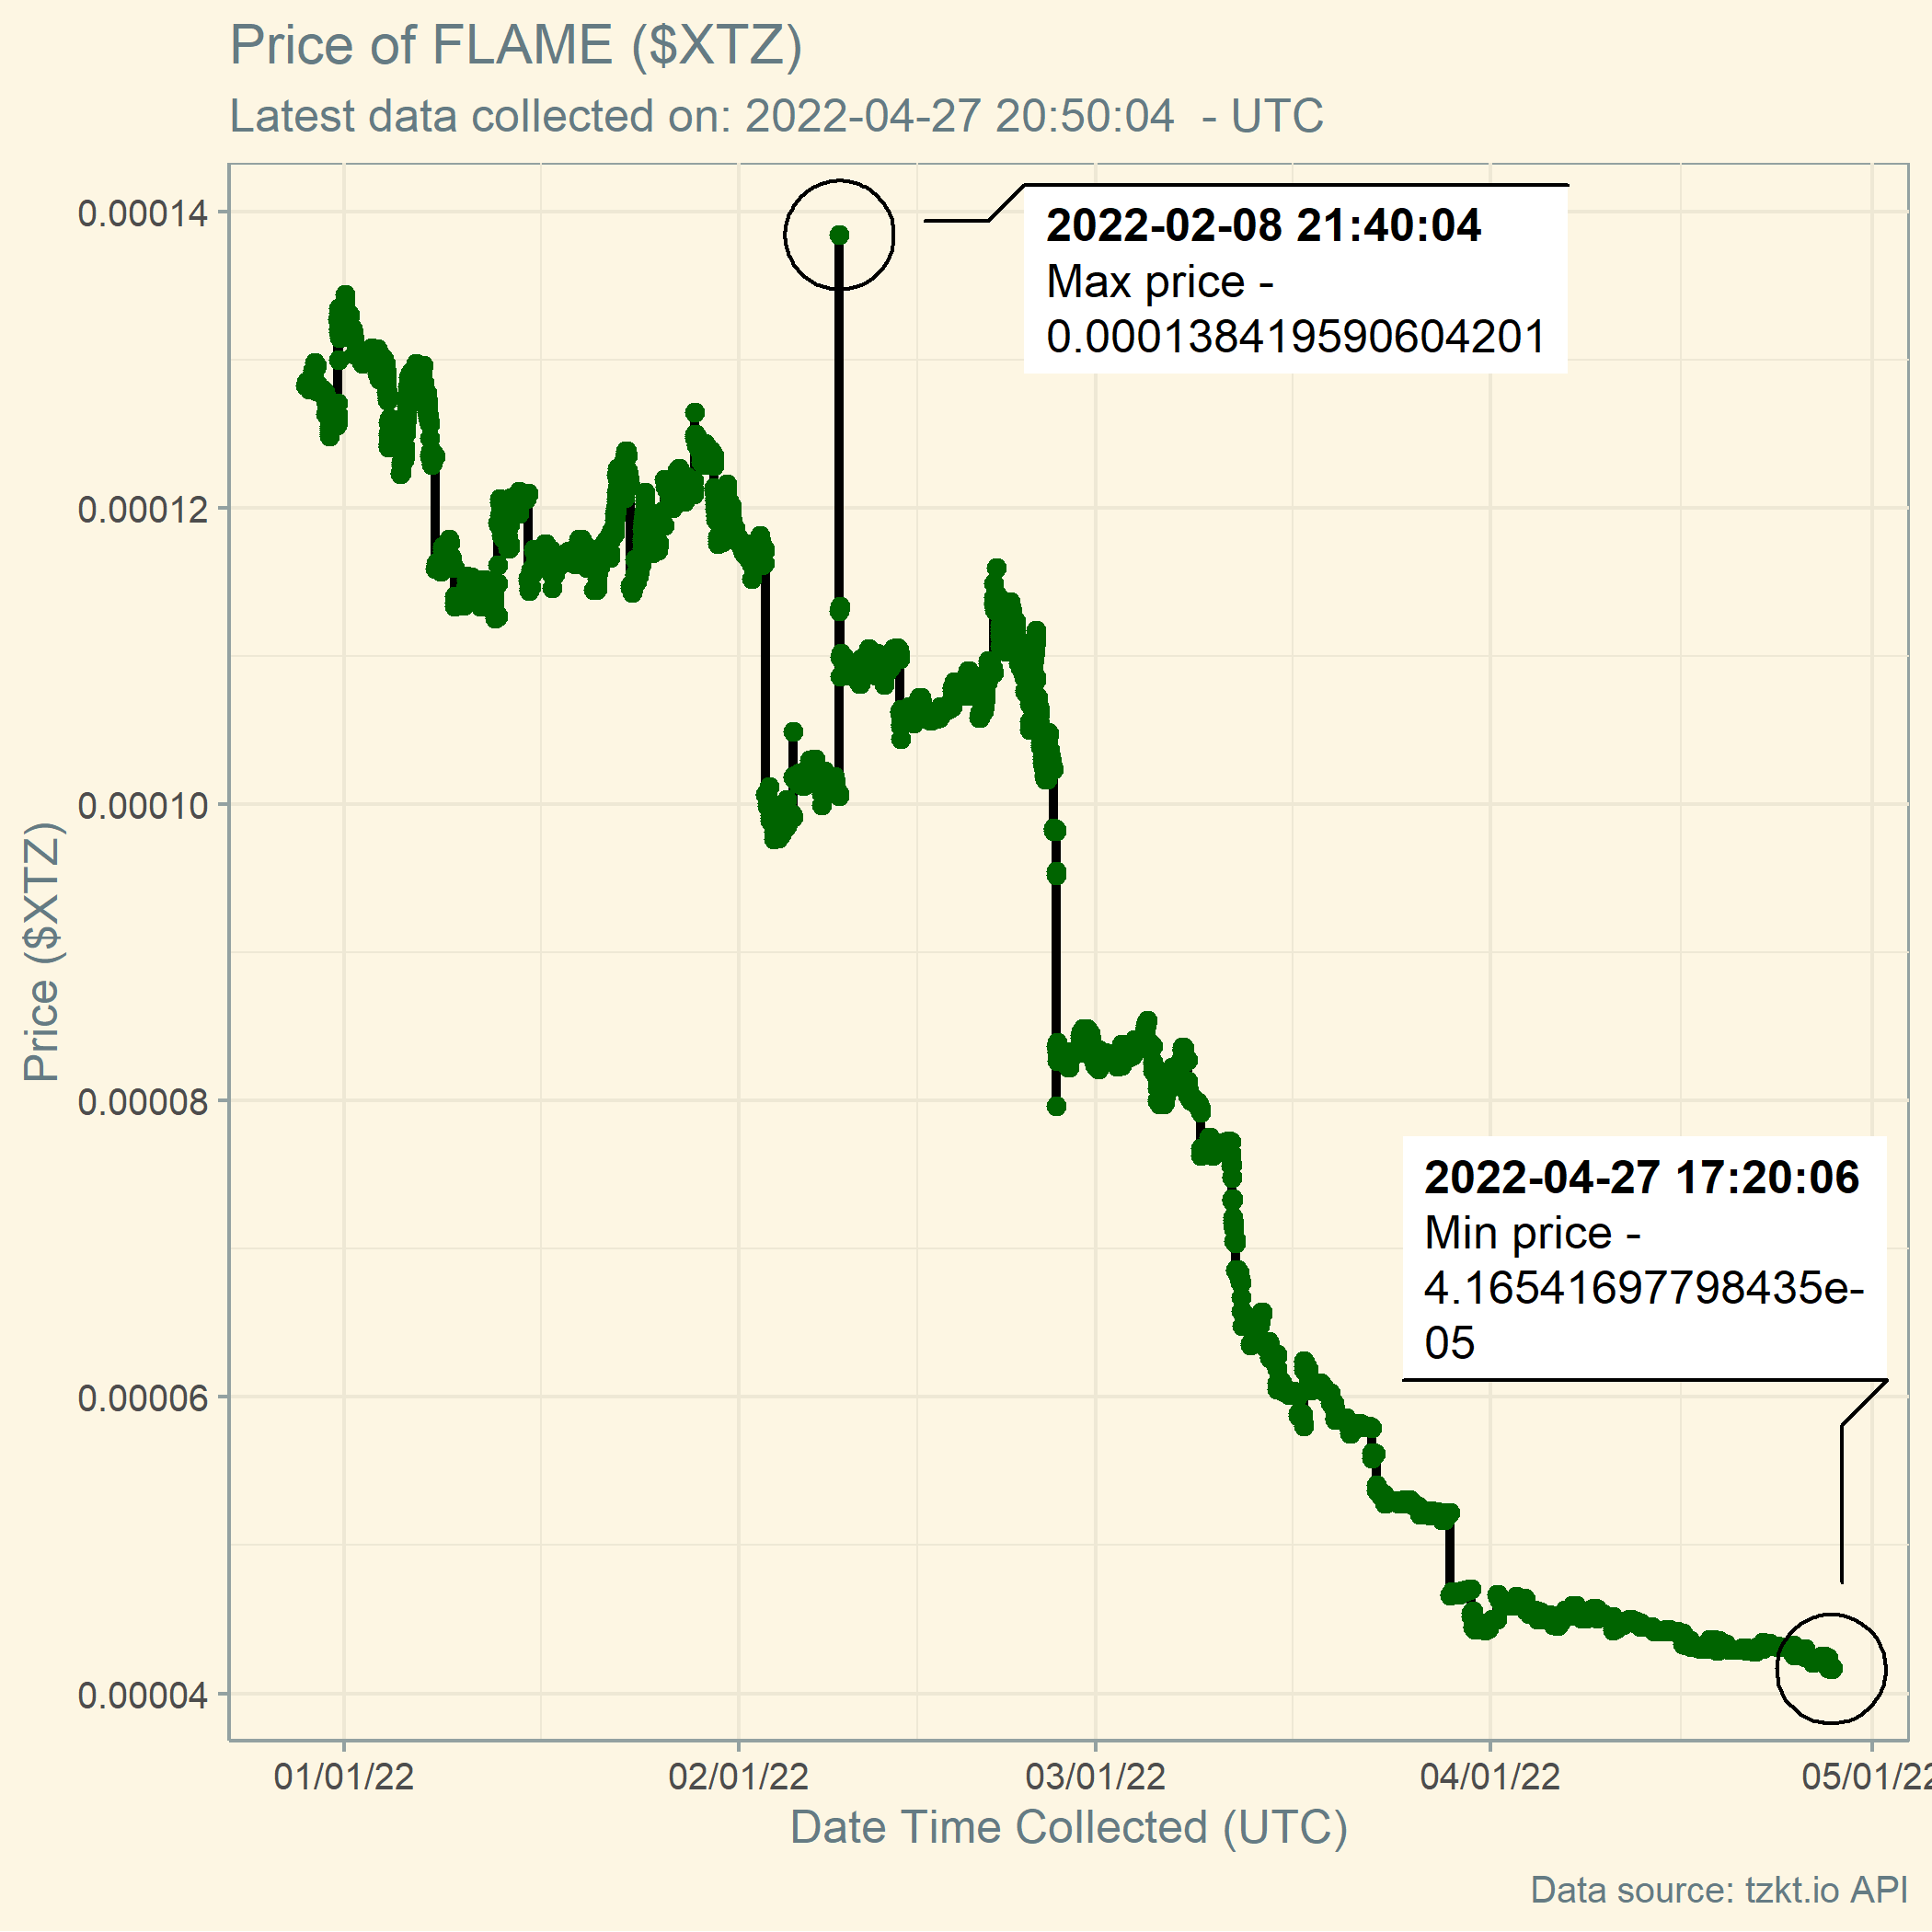 Price of FLAME ($XTZ)
Latest data collected on: 2022-04-27 20:50:04  - UTC
2022-02-08 21:40:04
Max price -
0.000138419590604201
2022-04-27 17:20:06
Min price -
4.16541697798435e-
05
Price ($XTZ)
0.00014
0.00012
0.00010
0.00008
0.00006
0.00004
01/01/22
02/01/22
03/01/22
04/01/22
05/01/22
Date Time Collected (UTC)
Data source: tzkt.io API